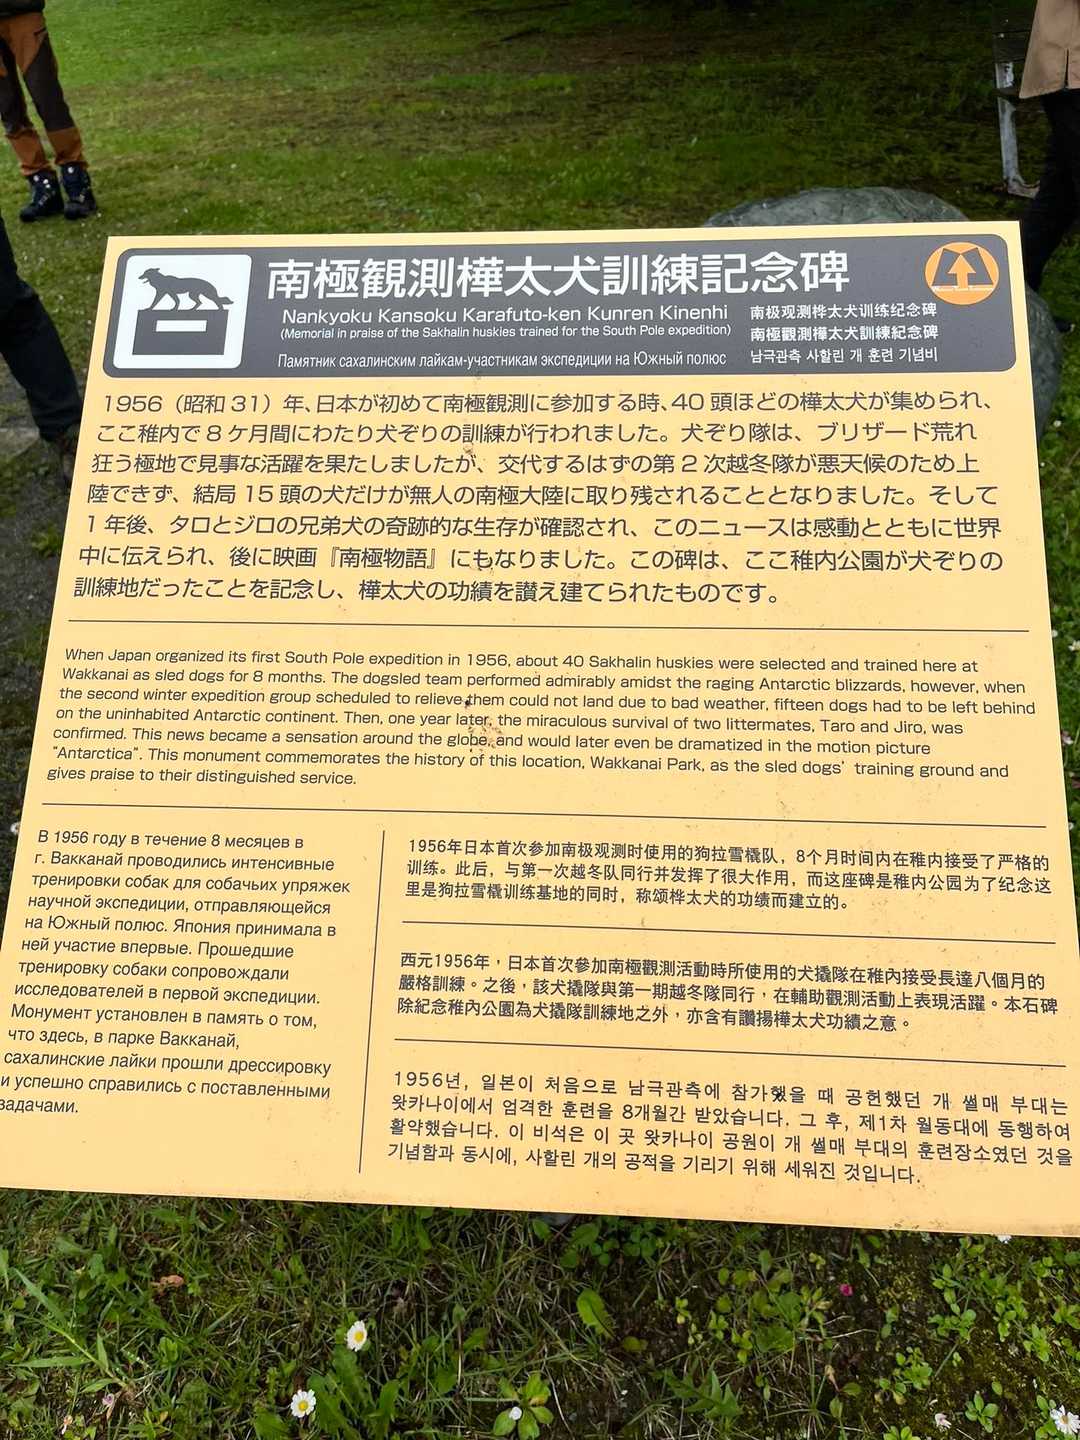 南極観測樺太犬訓練記念碑
Nankyoku Kansoku Karafuto-ken Kunren Kinenhi
(Memorial in praise of the Sakhalin huskies trained for the South Pole expedition)
Памятник сахалинским лайкам-участникам экспедиции на Южный полюс
南极观测桦太犬训练纪念碑
南極觀測樺太犬訓練紀念碑
남극관측 사할린 개 훈련 기념비
1956（昭和 31）年、日本が初めて南極観測に参加する時、40 頭ほどの樺太犬が集められ、
ここ稚内で 8 ケ月間にわたり犬ぞりの訓練が行われました。犬ぞり隊は、ブリザード荒れ
狂う極地で見事な活躍を果たしましたが、交代するはずの第 2 次越冬隊が悪天候のため上
陸できず、結局 15 頭の犬だけが無人の南極大陸に取り残されることとなりました。そして
1 年後、タロとジロの兄弟犬の奇跡的な生存が確認され、このニュースは感動とともに世界
中に伝えられ、後に映画『南極物語』にもなりました。この碑は、ここ稚内公園が犬ぞりの
訓練地だったことを記念し、樺太犬の功績を讃え建てられたものです。
When Japan organized its first South Pole expedition in 1956, about 40 Sakhalin huskies were selected and trained here at
Wakkanai as sled dogs for 8 months. The dogsled team performed admirably amidst the raging Antarctic blizzards, however, when
the second winter expedition group scheduled to relieve them could not land due to bad weather, fifteen dogs had to be left behind
on the uninhabited Antarctic continent. Then, one year later, the miraculous survival of two littermates, Taro and Jiro, was
confirmed. This news became a sensation around the globe, and would later even be dramatized in the motion picture
"Antarctica". This monument commemorates the history of this location, Wakkanai Park, as the sled dogs' training ground and
gives praise to their distinguished service.
В 1956 году в течение 8 месяцев в
г. Вакканай проводились интенсивные
тренировки собак для собачьих упряжек
научной экспедиции, отправляющейся
на Южный полюс. Япония принимала в
ней участие впервые. Прошедшие
тренировку собаки сопровождали
исследователей в первой экспедиции.
Монумент установлен в память о том,
что здесь, в парке Вакканай,
сахалинские лайки прошли дрессировку
и успешно справились с поставленными
задачами.
1956年日本首次参加南极观测时使用的狗拉雪橇队，8个月时间内在稚内接受了严格的
训练。此后，与第一次越冬队同行并发挥了很大作用，而这座碑是稚内公园为了纪念这
里是狗拉雪橇训练基地的同时，称颂桦太犬的功绩而建立的。
西元1956年，日本首次參加南極觀測活動時所使用的犬撬隊在稚內接受長達八個月的
嚴格訓練。之後，該犬撬隊與第一期越冬隊同行，在輔助觀測活動上表現活躍。本石碑
除紀念稚內公園為犬撬隊訓練地之外，亦含有讚揚樺太犬功績之意。
1956년, 일본이 처음으로 남극관측에 참가했을 때 공헌했던 개 썰매 부대는
왓카나이에서 엄격한 훈련을 8개월간 받았습니다. 그 후, 제1차 월동대에 동행하여
활약했습니다. 이 비석은 이 곳 왓카나이 공원이 개 썰매 부대의 훈련장소였던 것을
기념함과 동시에, 사할린 개의 공적을 기리기 위해 세워진 것입니다.